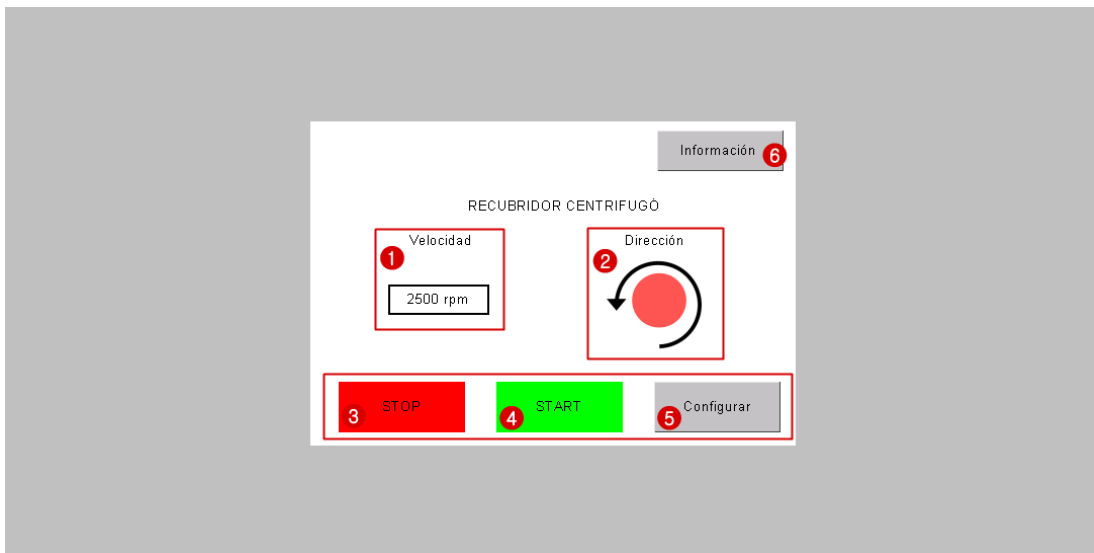 Información
6
RECUBRIDOR CENTRIFUGÓ
Velocidad
1
2500 rpm
Dirección
2
STOP
3
START
4
Configurar
5